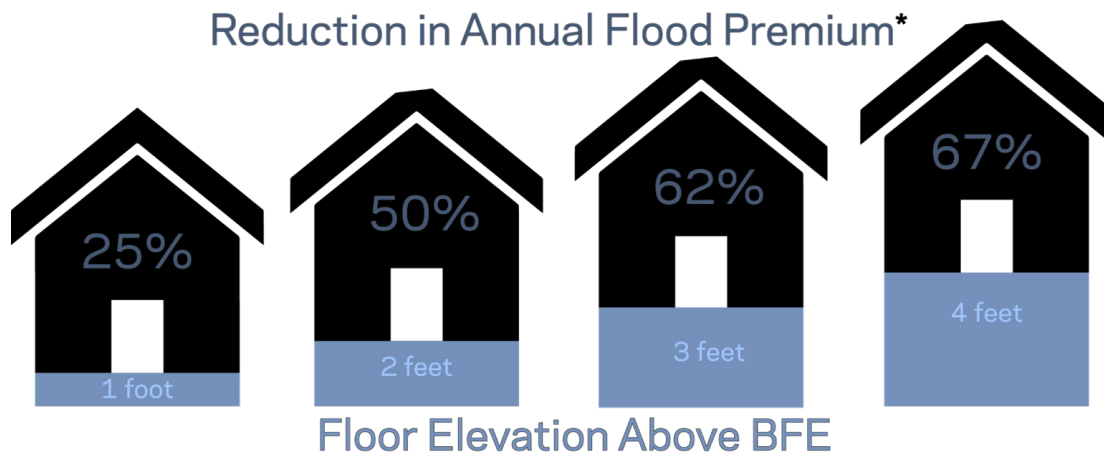 Reduction in Annual Flood Premium*
25%
50%
62%
67%
1 foot
2 feet
3 feet
4 feet
Floor Elevation Above BFE